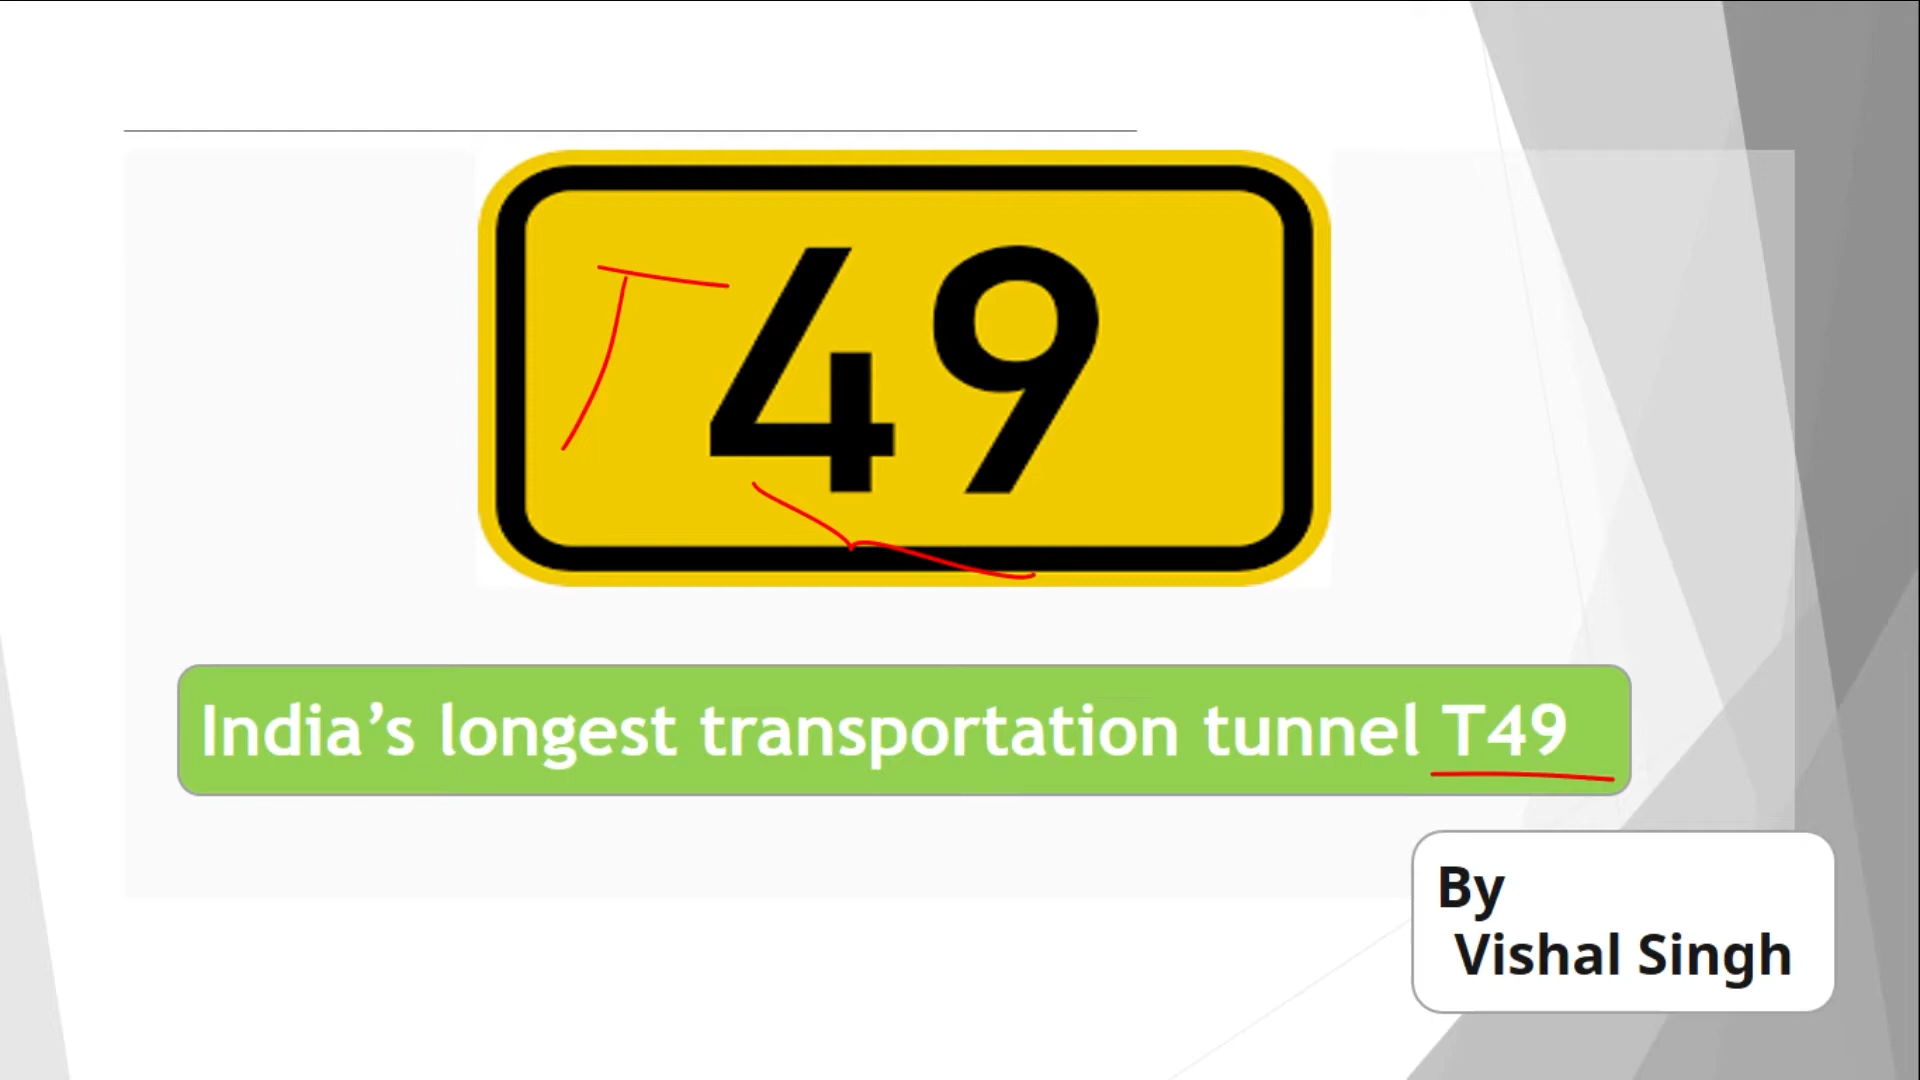 T 49
India’s longest transportation tunnel T49
By
Vishal Singh